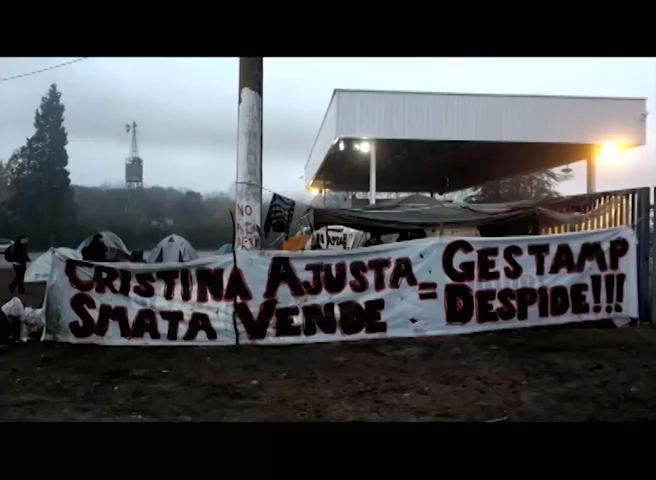 CRISTINA AJUSTA = GESTAMP
SMATA VENDE DESPIDE!!!
NO